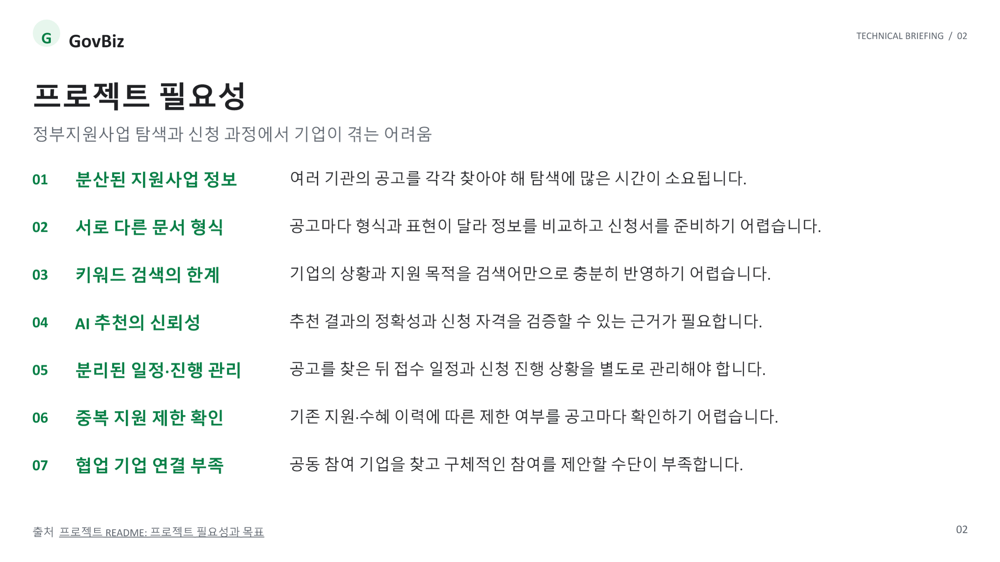 G GovBiz
TECHNICAL BRIEFING / 02
프로젝트 필요성
정부지원사업 탐색과 신청 과정에서 기업이 겪는 어려움
01 분산된 지원사업 정보 여러 기관의 공고를 각각 찾아야 해 탐색에 많은 시간이 소요됩니다.
02 서로 다른 문서 형식 공고마다 형식과 표현이 달라 정보를 비교하고 신청서를 준비하기 어렵습니다.
03 키워드 검색의 한계 기업의 상황과 지원 목적을 검색어만으로 충분히 반영하기 어렵습니다.
04 AI 추천의 신뢰성 추천 결과의 정확성과 신청 자격을 검증할 수 있는 근거가 필요합니다.
05 분리된 일정·진행 관리 공고를 찾은 뒤 접수 일정과 신청 진행 상황을 별도로 관리해야 합니다.
06 중복 지원 제한 확인 기존 지원·수혜 이력에 따른 제한 여부를 공고마다 확인하기 어렵습니다.
07 협업 기업 연결 부족 공동 참여 기업을 찾고 구체적인 참여를 제안할 수단이 부족합니다.
출처 프로젝트 README: 프로젝트 필요성과 목표
02